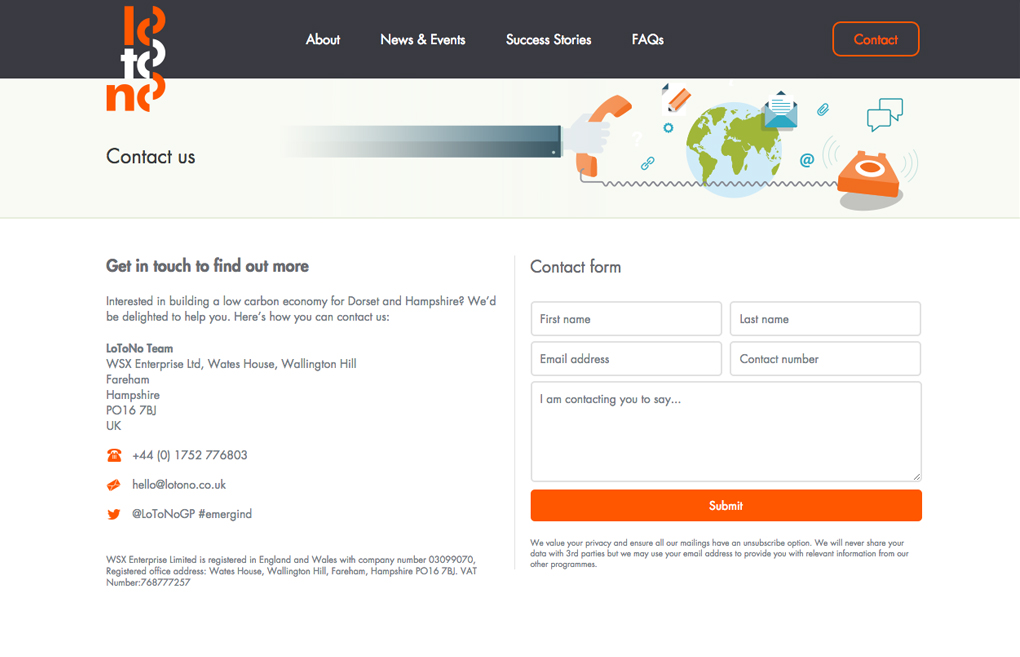 lo
to
no
About
News & Events
Success Stories
FAQs
Contact
Contact us
?
@
Get in touch to find out more
Interested in building a low carbon economy for Dorset and Hampshire? We'd
be delighted to help you. Here's how you can contact us:
LoToNo Team
WSX Enterprise Ltd, Wates House, Wallington Hill
Fareham
Hampshire
PO16 7BJ
UK
+44 (0) 1752 776803
hello@lotono.co.uk
@LoToNoGP #emergind
WSX Enterprise Limited is registered in England and Wales with company number 03099070,
Registered office address: Wates House, Wallington Hill, Fareham, Hampshire PO16 7BJ. VAT
Number:768777257
Contact form
First name
Last name
Email address
Contact number
I am contacting you to say...
Submit
We value your privacy and ensure all our mailings have an unsubscribe option. We will never share your
data with 3rd parties but we may use your email address to provide you with relevant information from our
other programmes.